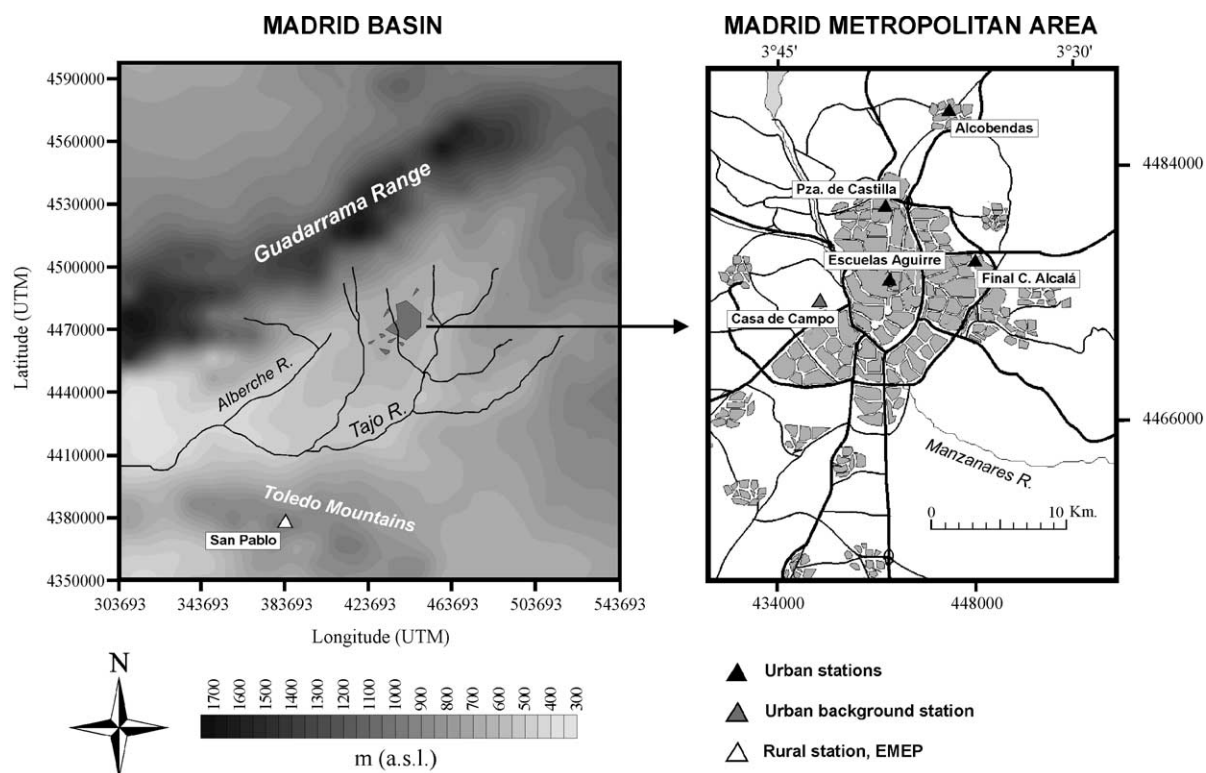 MADRID BASIN
4590000
4560000
4530000
4500000
4470000
4440000
4410000
4380000
4350000
Latitude (UTM)
Guadarrama Range
Alberche R.
Tajo R.
Toledo Mountains
San Pablo
303693 343693 383693 423693 463693 503693 543693
Longitude (UTM)
N
1700 1600 1500 1400 1300 1200 1100 1000 900 800 700 600 500 400 300
m (a.s.l.)
MADRID METROPOLITAN AREA
3°45' 3°30'
Alcobendas
4484000
Pza. de Castilla
Escuelas Aguirre
Final C. Alcalá
Casa de Campo
4466000
Manzanares R.
0 10 Km.
434000 448000
Urban stations
Urban background station
Rural station, EMEP